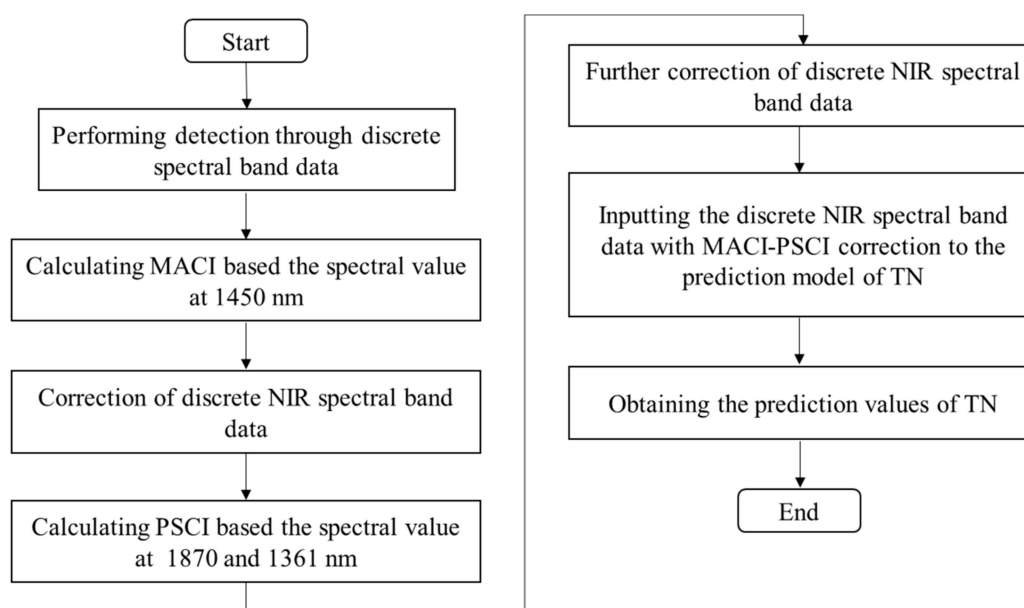 Start
Performing detection through discrete
spectral band data
Calculating MACI based the spectral value
at 1450 nm
Correction of discrete NIR spectral band
data
Calculating PSCI based the spectral value
at 1870 and 1361 nm
Further correction of discrete NIR spectral
band data
Inputting the discrete NIR spectral band
data with MACI-PSCI correction to the
prediction model of TN
Obtaining the prediction values of TN
End